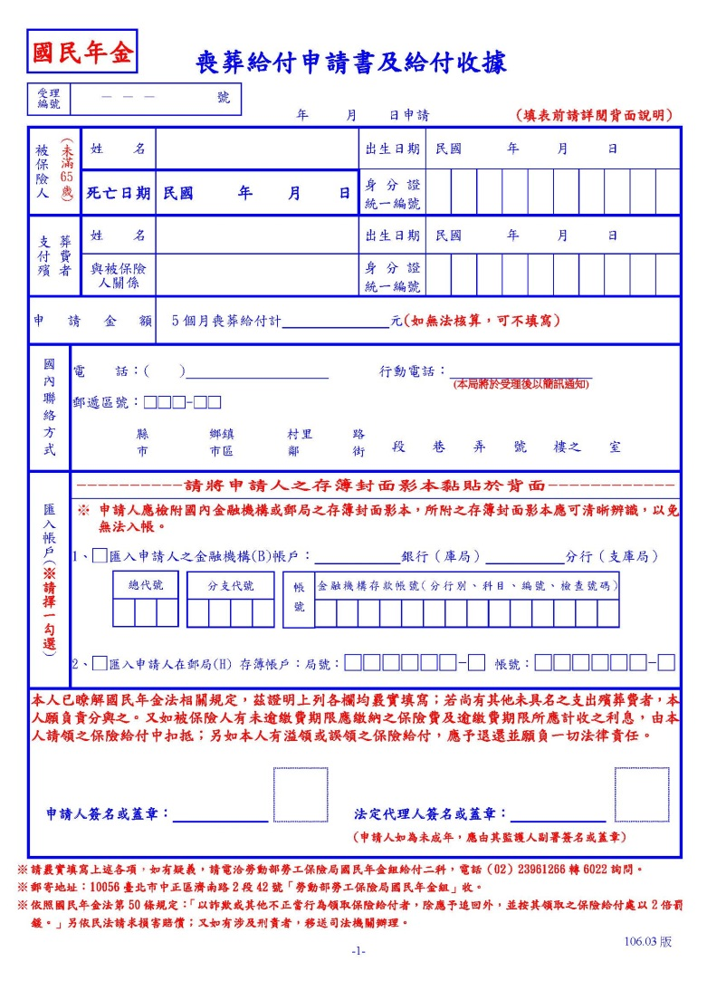 國民年金
喪葬給付申請書及給付收據
受理編號 — — — 號
年 月 日申請 (填表前請詳閱背面說明)
被保險人 (未滿65歲)
姓 名 出生日期 民國 年 月 日
死亡日期 民國 年 月 日 身分證統一編號
支付殯葬費者
姓 名 出生日期 民國 年 月 日
與被保險人關係 身分證統一編號
申請金額 5個月喪葬給付計____________元(如無法核算，可不填寫)
國內聯絡方式
電 話：( )________________ 行動電話：________________
(本局將於受理後以簡訊通知)
郵遞區號：□□□-□□
縣 鄉鎮 村里 路
市 市區 鄰 街 段 巷 弄 號 樓之 室
匯入帳戶(※請擇一勾選)
-----------請將申請人之存簿封面影本黏貼於背面-------------
※ 申請人應檢附國內金融機構或郵局之存簿封面影本，所附之存簿封面影本應可清晰辨識，以免
無法入帳。
1、□匯入申請人之金融機構(B)帳戶：__________銀行（庫局）_________分行（支庫局）
總代號 分支代號 帳號 金融機構存款帳號(分行別、科目、編號、檢查號碼)
2、□匯入申請人在郵局(H) 存簿帳戶：局號：□□□□□□-□ 帳號：□□□□□□-□
本人已瞭解國民年金法相關規定，茲證明上列各欄均覈實填寫；若尚有其他未具名之支出殯葬費者，本
人願負責分與之。又如被保險人有未逾繳費期限應繳納之保險費及逾繳費期限所應計收之利息，由本
人請領之保險給付中扣抵；另如本人有溢領或誤領之保險給付，應予退還並願負一切法律責任。
申請人簽名或蓋章：___________ 法定代理人簽名或蓋章：___________
(申請人如為未成年，應由其監護人副署簽名或蓋章)
※請覈實填寫上述各項，如有疑義，請電洽勞動部勞工保險局國民年金組給付二科，電話（02）23961266 轉 6022 詢問。
※郵寄地址：10056 臺北市中正區濟南路 2 段 42 號「勞動部勞工保險局國民年金組」收。
※依照國民年金法第 50 條規定：「以詐欺或其他不正當行為領取保險給付者，除應予追回外，並按其領取之保險給付處以 2 倍罰
鍰。」另依民法請求損害賠償；又如有涉及刑責者，移送司法機關辦理。
106.03 版
-1-